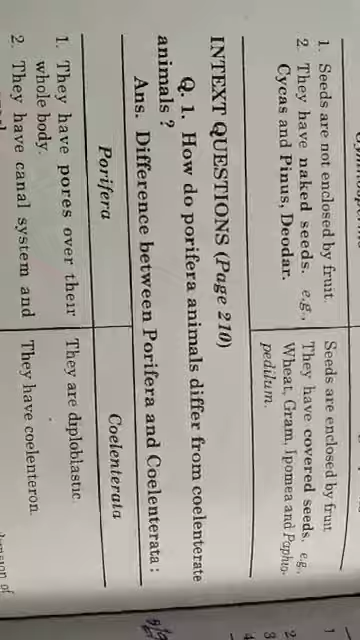 1. Seeds are not enclosed by fruit.
Seeds are enclosed by fruit
2. They have naked seeds. e.g.,
They have covered seeds. e.g.,
Cycas and Pinus, Deodar.
Wheat, Gram, Ipomea and Paphio-
pedilum.
INTEXT QUESTIONS (Page 210)
Q. 1. How do porifera animals differ from coelenterate
animals ?
Ans. Difference between Porifera and Coelenterata :
Porifera
Coelenterata
1. They have pores over their
They are diploblastic.
whole body.
2. They have canal system and
They have coelenteron.